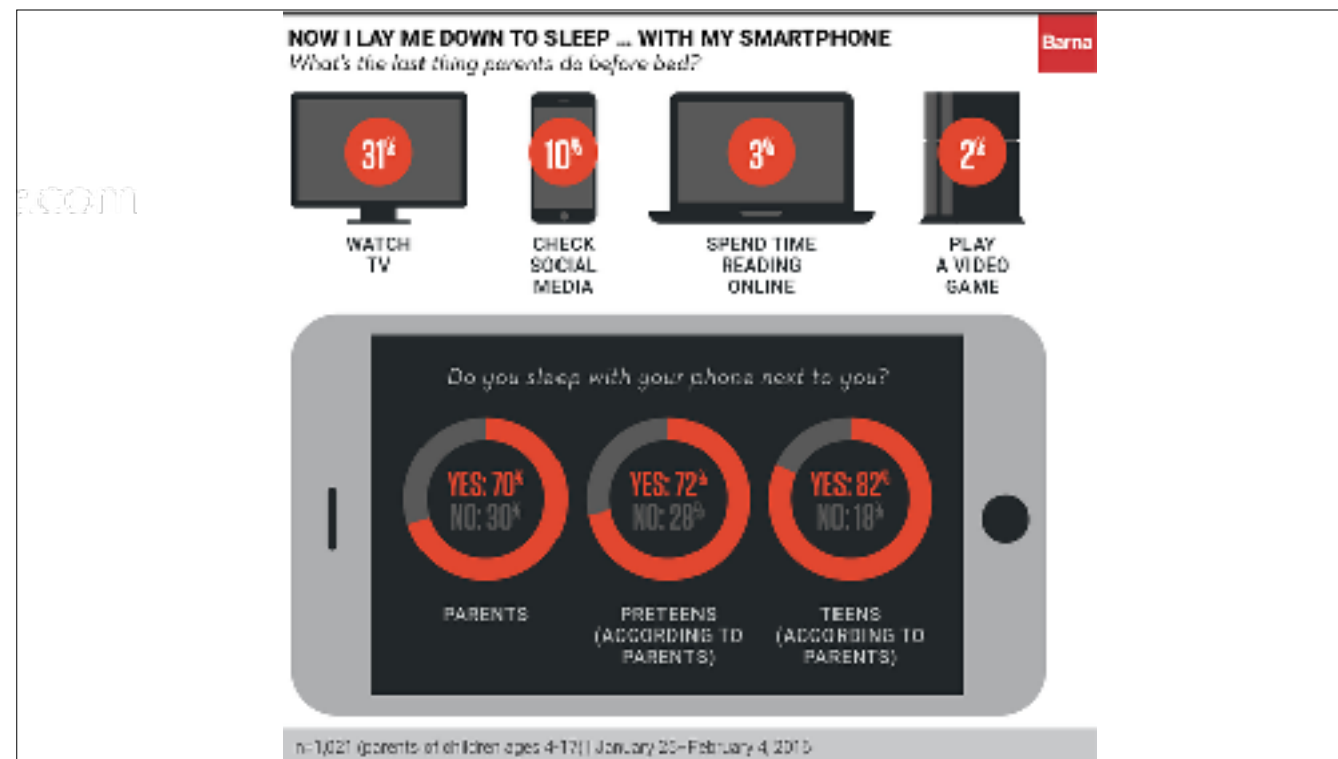 NOW I LAY ME DOWN TO SLEEP ... WITH MY SMARTPHONE
Barna
What's the last thing parents do before bed?
31%
10%
3%
2%
WATCH
TV
CHECK
SOCIAL
MEDIA
SPEND TIME
READING
ONLINE
PLAY
A VIDEO
GAME
Do you sleep with your phone next to you?
YES: 70%
NO: 30%
YES: 72%
NO: 28%
YES: 82%
NO: 18%
PARENTS
PRETEENS
(ACCORDING TO
PARENTS)
TEENS
(ACCORDING TO
PARENTS)
n=1,021 (parents of children ages 4-17) | January 25–February 4, 2016
.com